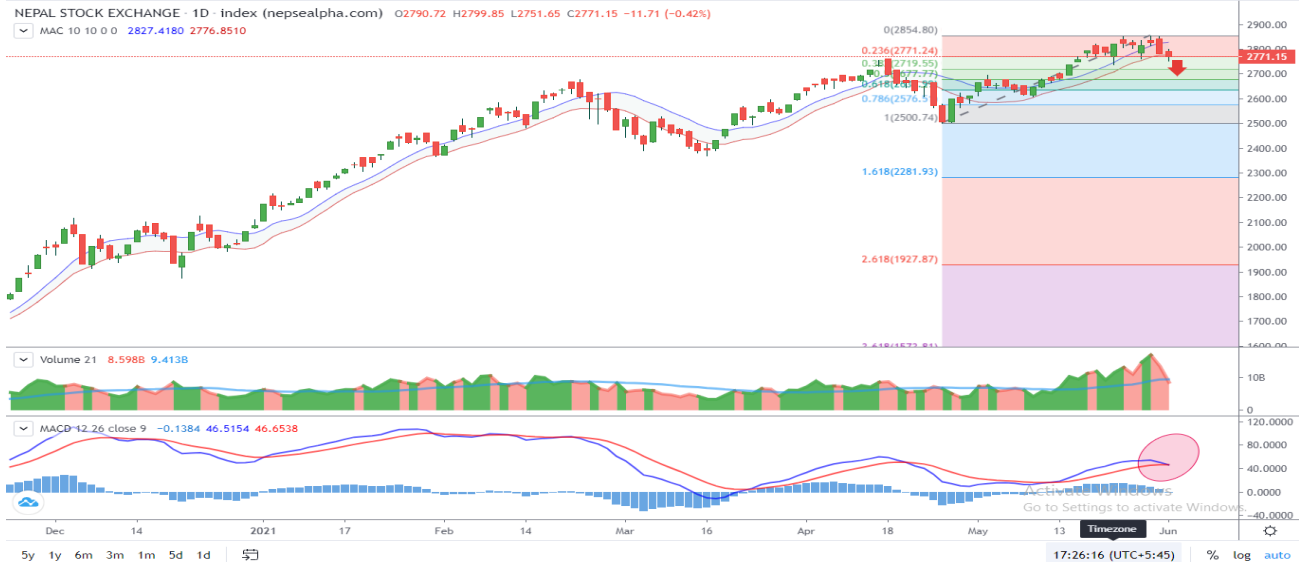 NEPAL STOCK EXCHANGE · 1D · index (nepsealpha.com) O2790.72 H2799.85 L2751.65 C2771.15 −11.71 (−0.42%)
MAC 10 10 0 0 2827.4180 2776.8510
2900.00
2800.00
2771.15
2700.00
2600.00
2500.00
2400.00
2300.00
2200.00
2100.00
2000.00
1900.00
1800.00
1700.00
1600.00
0(2854.80)
0.236(2771.24)
0.786(2576.5
1(2500.74)
1.618(2281.93)
2.618(1927.87)
Volume 21 8.598B 9.413B
10B
0
MACD 12 26 close 9 −0.1384 46.5154 46.6538
120.0000
80.0000
40.0000
0.0000
−40.0000
Activate Windows
Go to Settings to activate Windows.
Dec 14 2021 17 Feb 14 Mar 16 Apr 18 May 13 Jun
Timezone
5y 1y 6m 3m 1m 5d 1d 17:26:16 (UTC+5:45) % log auto